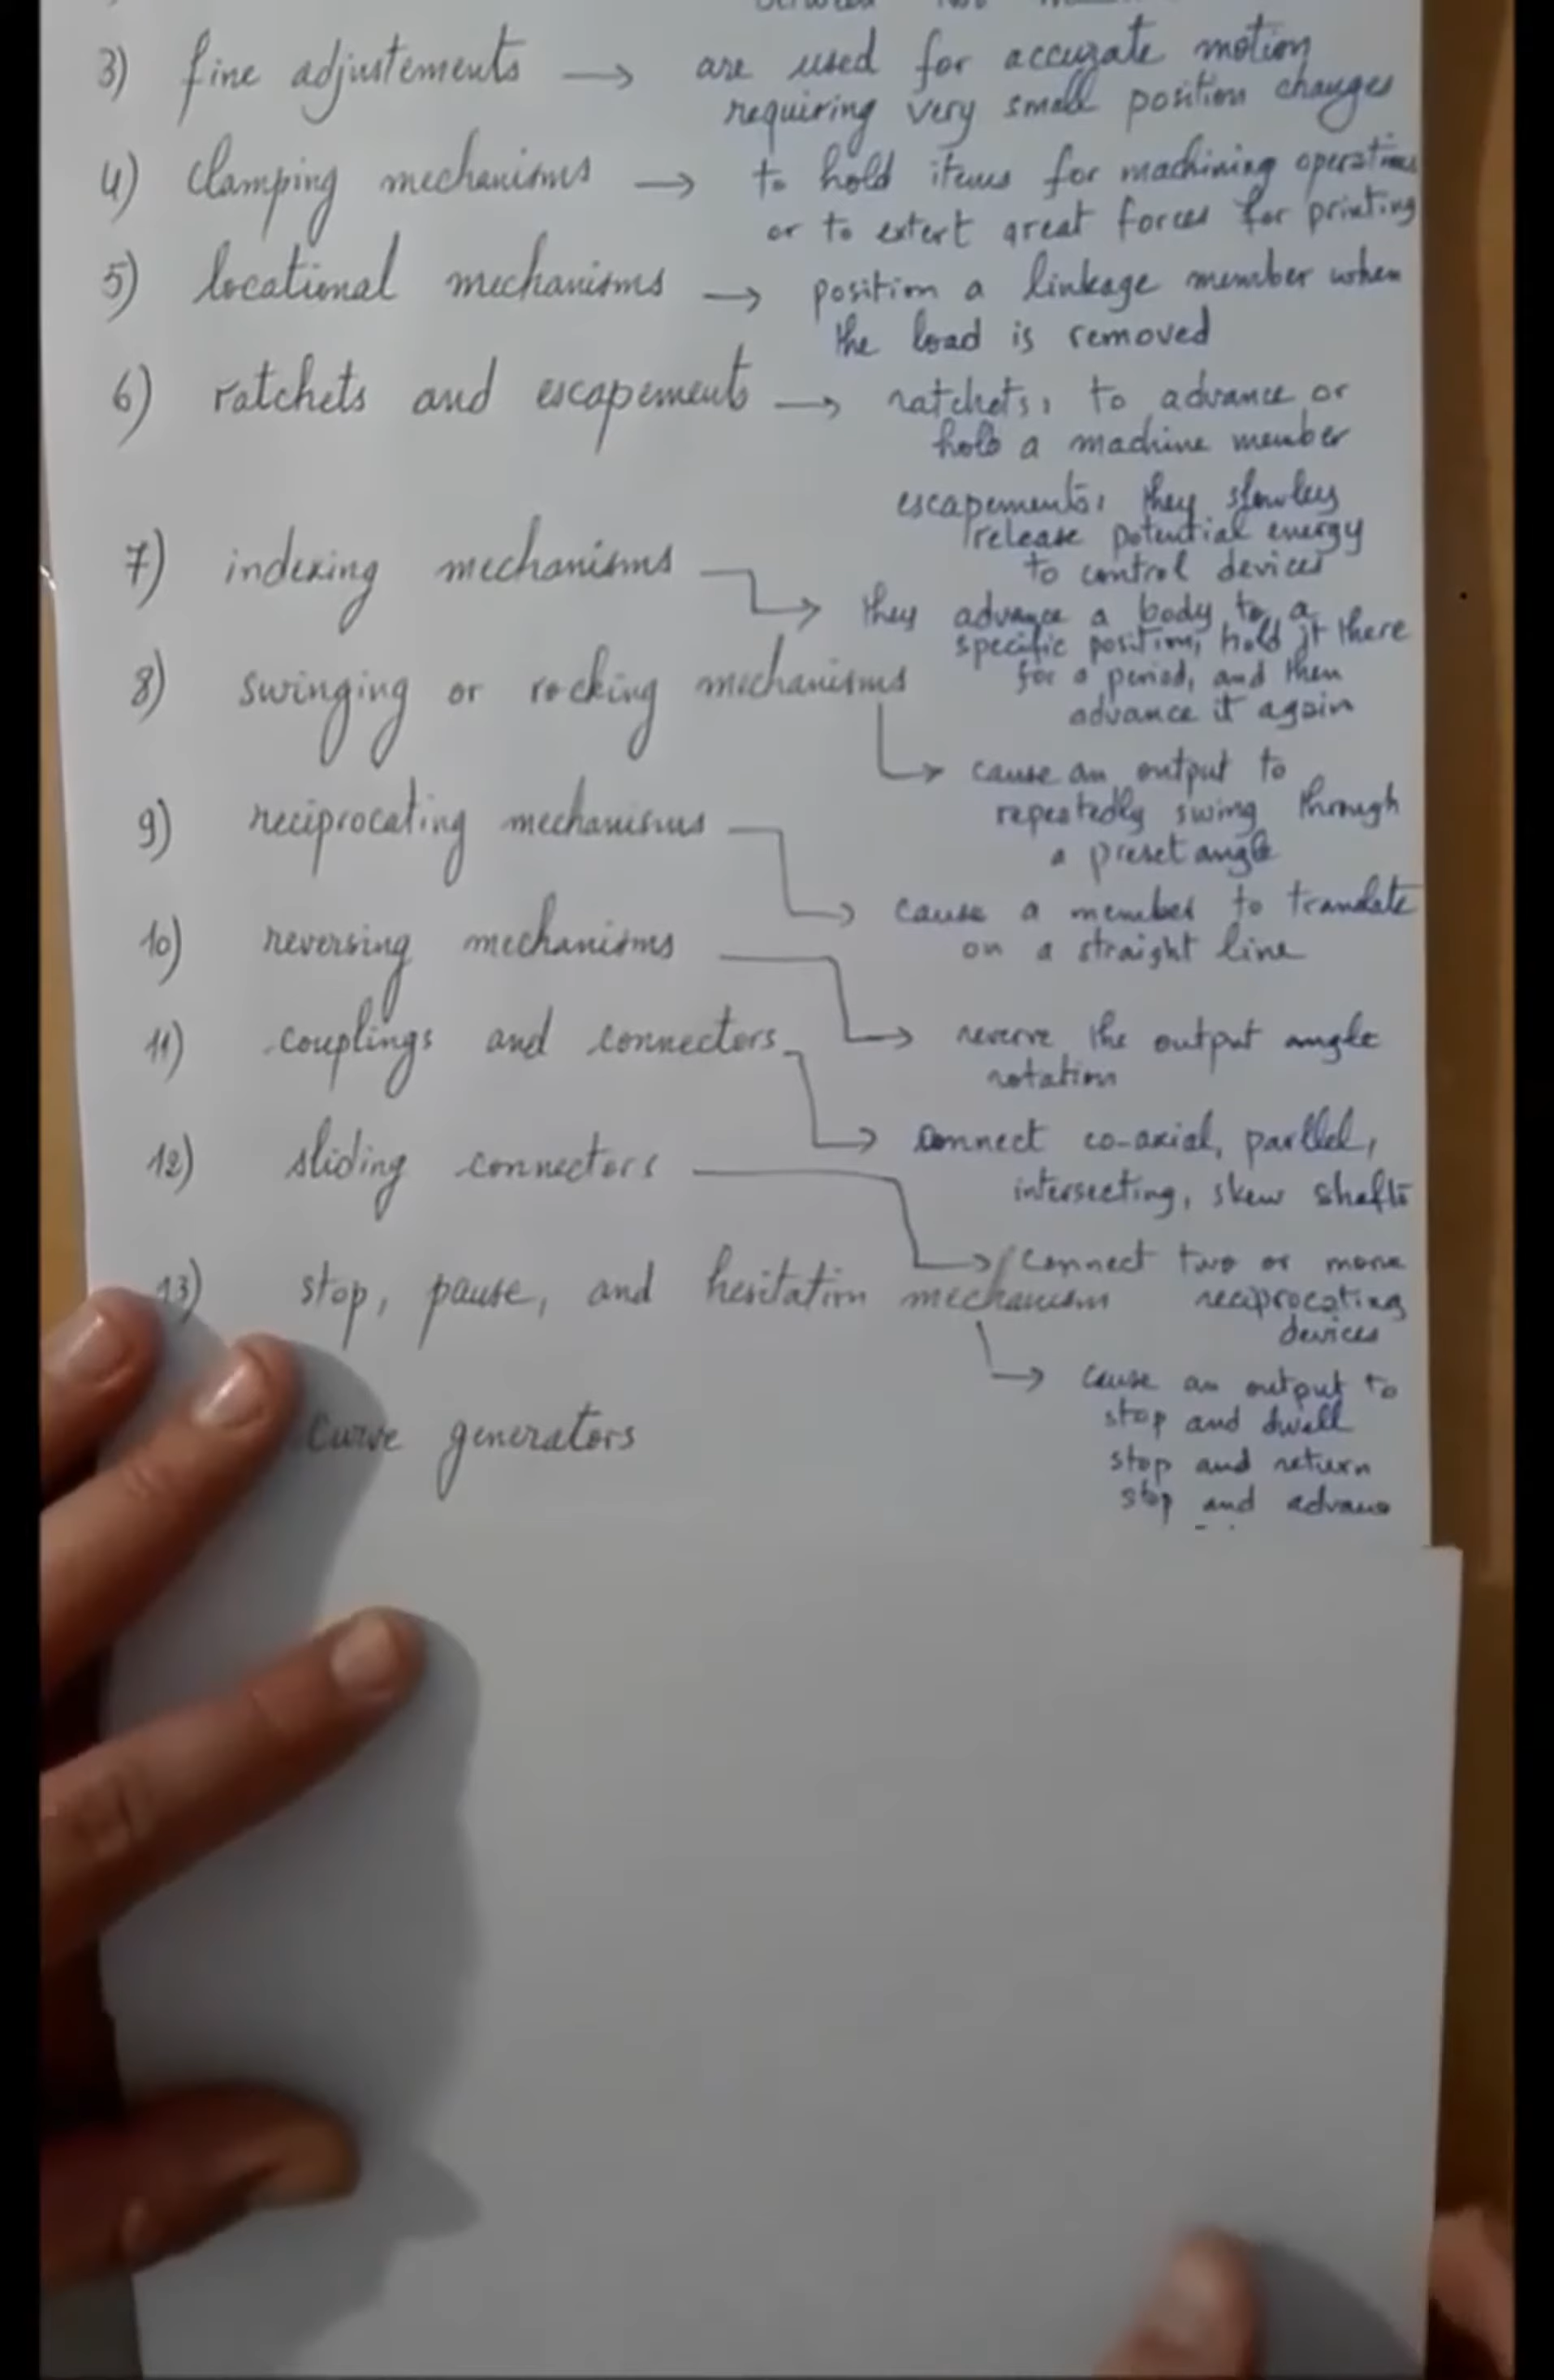 3) fine adjustements → are used for accurate motion
requiring very small position changes
4) clamping mechanisms → to hold items for machining operations
or to extert great forces for printing
5) locational mechanisms → position a linkage member when
the load is removed
6) ratchets and escapements → ratchets: to advance or
hold a machine member
escapements: they slowley
release potential energy
to control devices
7) indexing mechanisms → they advance a body to a
specific position, hold it there
for a period, and then
advance it again
8) swinging or rocking mechanisms → cause an output to
repeatedly swing through
a preset angle
9) reciprocating mechanisms → cause a member to translate
on a straight line
10) reversing mechanisms → reverse the output angle
rotation
11) couplings and connectors → connect co-axial, parllel,
intersecting, skew shafts
12) sliding connectors → connect two or more
reciprocating
devices
13) stop, pause, and hesitation mechanism → cause an output to
stop and dwell
stop and return
stop and advance
curve generators